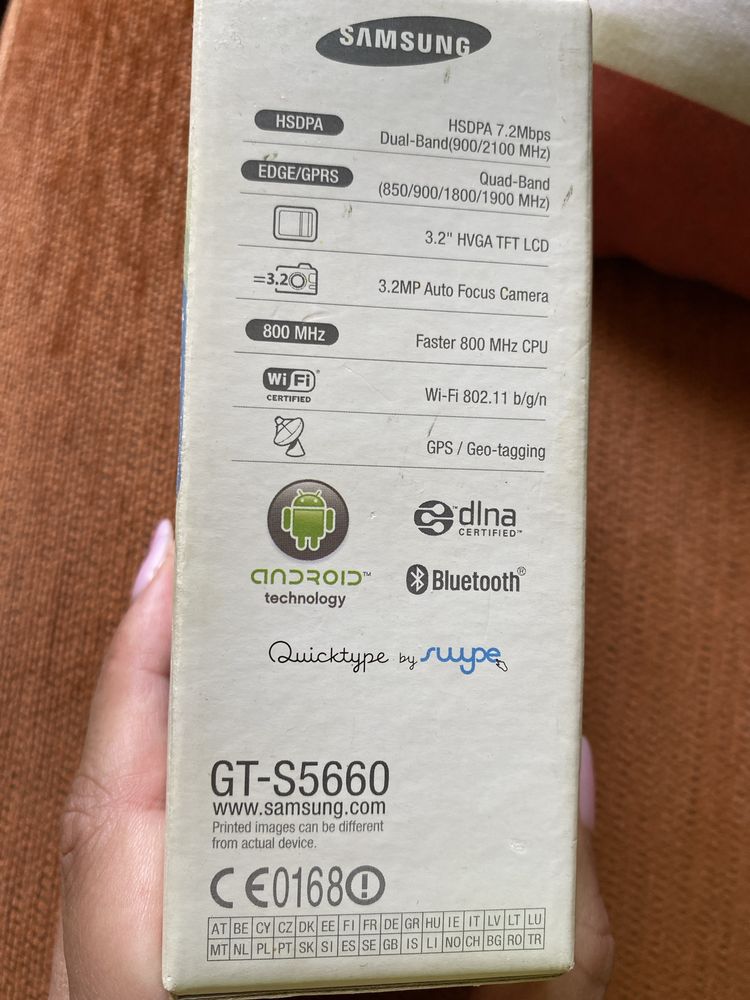 SAMSUNG
HSDPA
HSDPA 7.2Mbps
Dual-Band(900/2100 MHz)
EDGE/GPRS
Quad-Band
(850/900/1800/1900 MHz)
3.2" HVGA TFT LCD
=3.2
3.2MP Auto Focus Camera
800 MHz
Faster 800 MHz CPU
Wi Fi®
CERTIFIED
Wi-Fi 802.11 b/g/n
GPS / Geo-tagging
ANDROID™
technology
™dlna
CERTIFIED™
Bluetooth®
Quicktype by swype
GT-S5660
www.samsung.com
Printed images can be different
from actual device.
CE0168
AT BE CY CZ DK EE FI FR DE GR HU IE IT LV LT LU
MT NL PL PT SK SI ES SE GB IS LI NO CH BG RO TR